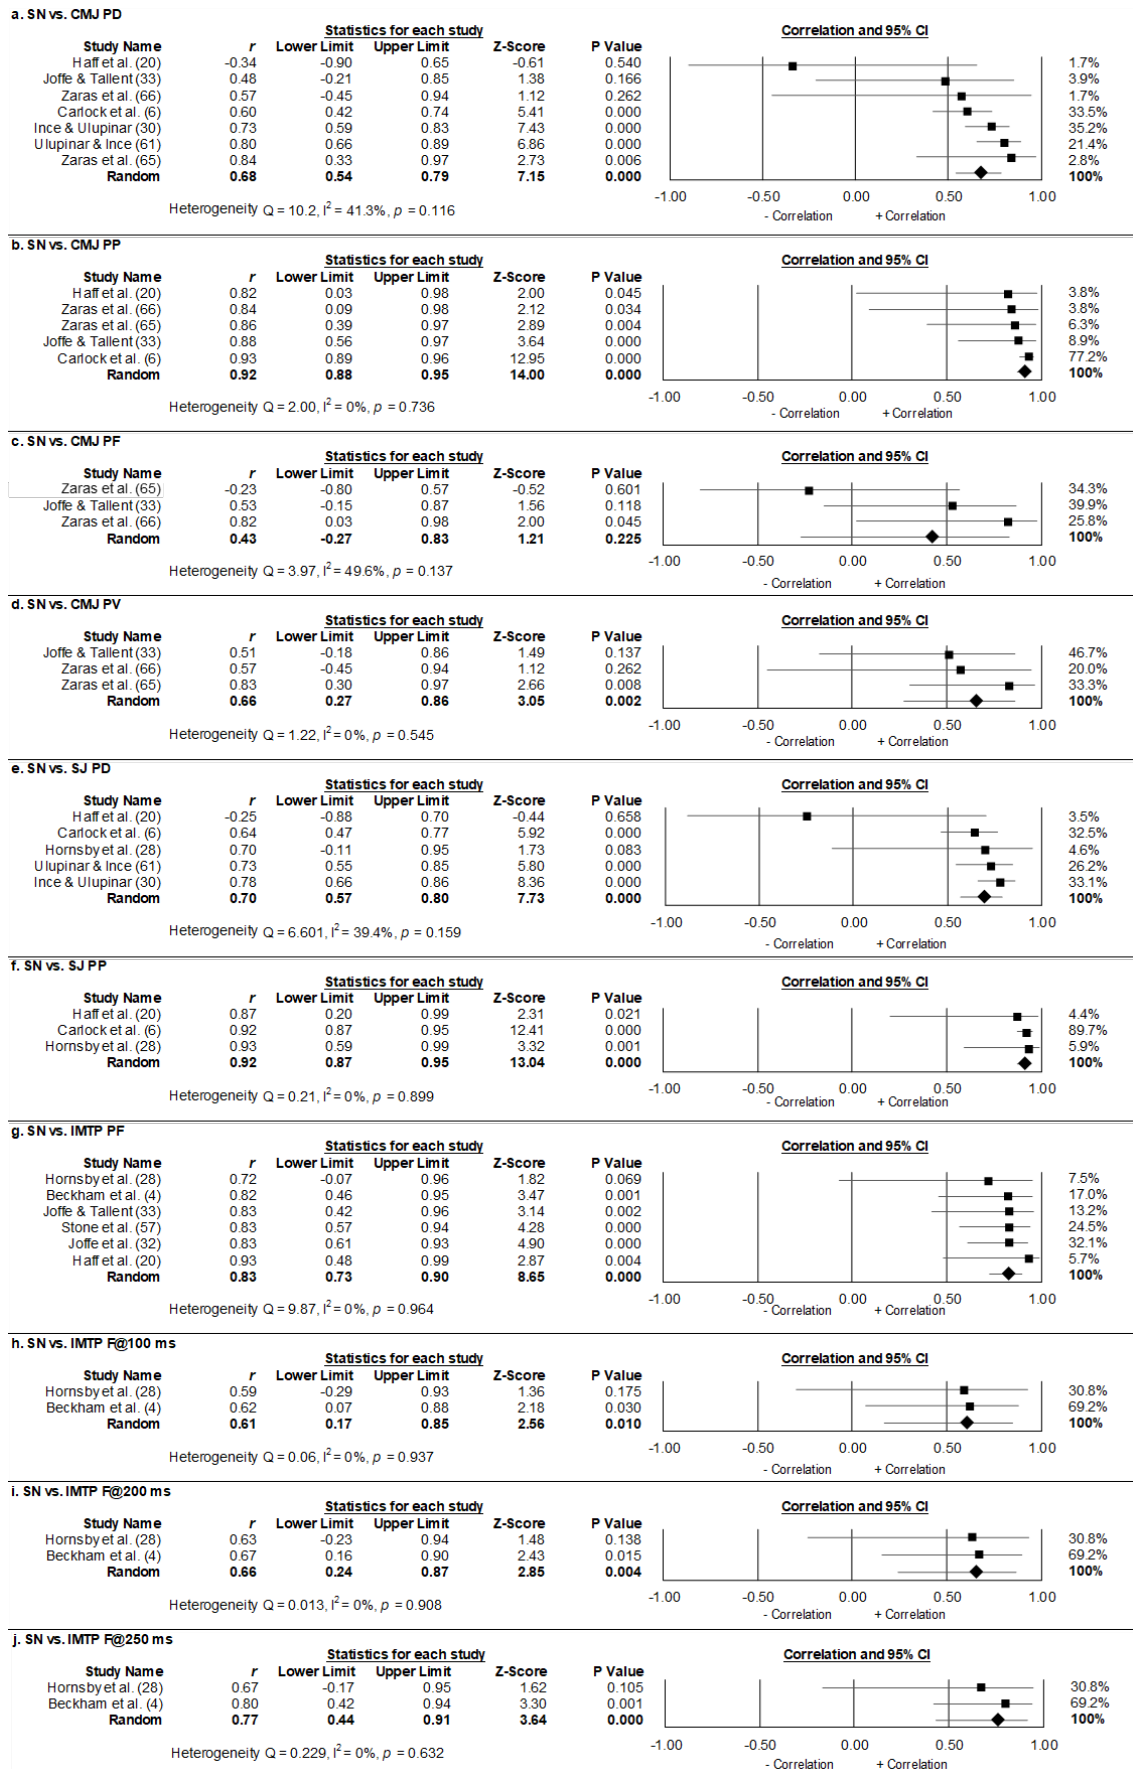 a. SN vs. CMJ PD
Statistics for each study Correlation and 95% CI
Study Name r Lower Limit Upper Limit Z-Score P Value
Haff et al. (20) -0.34 -0.90 0.65 -0.61 0.540 1.7%
Joffe & Tallent (33) 0.48 -0.21 0.85 1.38 0.166 3.9%
Zaras et al. (66) 0.57 -0.45 0.94 1.12 0.262 1.7%
Carlock et al. (6) 0.60 0.42 0.74 5.41 0.000 33.5%
Ince & Ulupinar (30) 0.73 0.59 0.83 7.43 0.000 35.2%
Ulupinar & Ince (61) 0.80 0.66 0.89 6.86 0.000 21.4%
Zaras et al. (65) 0.84 0.33 0.97 2.73 0.006 2.8%
Random 0.68 0.54 0.79 7.15 0.000 100%
-1.00 -0.50 0.00 0.50 1.00
Heterogeneity Q = 10.2, I² = 41.3%, p = 0.116
- Correlation + Correlation
b. SN vs. CMJ PP
Statistics for each study Correlation and 95% CI
Study Name r Lower Limit Upper Limit Z-Score P Value
Haff et al. (20) 0.82 0.03 0.98 2.00 0.045 3.8%
Zaras et al. (66) 0.84 0.09 0.98 2.12 0.034 3.8%
Zaras et al. (65) 0.86 0.39 0.97 2.89 0.004 6.3%
Joffe & Tallent (33) 0.88 0.56 0.97 3.64 0.000 8.9%
Carlock et al. (6) 0.93 0.89 0.96 12.95 0.000 77.2%
Random 0.92 0.88 0.95 14.00 0.000 100%
-1.00 -0.50 0.00 0.50 1.00
Heterogeneity Q = 2.00, I² = 0%, p = 0.736
- Correlation + Correlation
c. SN vs. CMJ PF
Statistics for each study Correlation and 95% CI
Study Name r Lower Limit Upper Limit Z-Score P Value
Zaras et al. (65) -0.23 -0.80 0.57 -0.52 0.601 34.3%
Joffe & Tallent (33) 0.53 -0.15 0.87 1.56 0.118 39.9%
Zaras et al. (66) 0.82 0.03 0.98 2.00 0.045 25.8%
Random 0.43 -0.27 0.83 1.21 0.225 100%
-1.00 -0.50 0.00 0.50 1.00
Heterogeneity Q = 3.97, I² = 49.6%, p = 0.137
- Correlation + Correlation
d. SN vs. CMJ PV
Statistics for each study Correlation and 95% CI
Study Name r Lower Limit Upper Limit Z-Score P Value
Joffe & Tallent (33) 0.51 -0.18 0.86 1.49 0.137 46.7%
Zaras et al. (66) 0.57 -0.45 0.94 1.12 0.262 20.0%
Zaras et al. (65) 0.83 0.30 0.97 2.66 0.008 33.3%
Random 0.66 0.27 0.86 3.05 0.002 100%
-1.00 -0.50 0.00 0.50 1.00
Heterogeneity Q = 1.22, I² = 0%, p = 0.545
- Correlation + Correlation
e. SN vs. SJ PD
Statistics for each study Correlation and 95% CI
Study Name r Lower Limit Upper Limit Z-Score P Value
Haff et al. (20) -0.25 -0.88 0.70 -0.44 0.658 3.5%
Carlock et al. (6) 0.64 0.47 0.77 5.92 0.000 32.5%
Hornsby et al. (28) 0.70 -0.11 0.95 1.73 0.083 4.6%
Ulupinar & Ince (61) 0.73 0.55 0.85 5.80 0.000 26.2%
Ince & Ulupinar (30) 0.78 0.66 0.86 8.36 0.000 33.1%
Random 0.70 0.57 0.80 7.73 0.000 100%
-1.00 -0.50 0.00 0.50 1.00
Heterogeneity Q = 6.601, I² = 39.4%, p = 0.159
- Correlation + Correlation
f. SN vs. SJ PP
Statistics for each study Correlation and 95% CI
Study Name r Lower Limit Upper Limit Z-Score P Value
Haff et al. (20) 0.87 0.20 0.99 2.31 0.021 4.4%
Carlock et al. (6) 0.92 0.87 0.95 12.41 0.000 89.7%
Hornsby et al. (28) 0.93 0.59 0.99 3.32 0.001 5.9%
Random 0.92 0.87 0.95 13.04 0.000 100%
-1.00 -0.50 0.00 0.50 1.00
Heterogeneity Q = 0.21, I² = 0%, p = 0.899
- Correlation + Correlation
g. SN vs. IMTP PF
Statistics for each study Correlation and 95% CI
Study Name r Lower Limit Upper Limit Z-Score P Value
Hornsby et al. (28) 0.72 -0.07 0.96 1.82 0.069 7.5%
Beckham et al. (4) 0.82 0.46 0.95 3.47 0.001 17.0%
Joffe & Tallent (33) 0.83 0.42 0.96 3.14 0.002 13.2%
Stone et al. (57) 0.83 0.57 0.94 4.28 0.000 24.5%
Joffe et al. (32) 0.83 0.61 0.93 4.90 0.000 32.1%
Haff et al. (20) 0.93 0.48 0.99 2.87 0.004 5.7%
Random 0.83 0.73 0.90 8.65 0.000 100%
-1.00 -0.50 0.00 0.50 1.00
Heterogeneity Q = 9.87, I² = 0%, p = 0.964
- Correlation + Correlation
h. SN vs. IMTP F@100 ms
Statistics for each study Correlation and 95% CI
Study Name r Lower Limit Upper Limit Z-Score P Value
Hornsby et al. (28) 0.59 -0.29 0.93 1.36 0.175 30.8%
Beckham et al. (4) 0.62 0.07 0.88 2.18 0.030 69.2%
Random 0.61 0.17 0.85 2.56 0.010 100%
-1.00 -0.50 0.00 0.50 1.00
Heterogeneity Q = 0.06, I² = 0%, p = 0.937
- Correlation + Correlation
i. SN vs. IMTP F@200 ms
Statistics for each study Correlation and 95% CI
Study Name r Lower Limit Upper Limit Z-Score P Value
Hornsby et al. (28) 0.63 -0.23 0.94 1.48 0.138 30.8%
Beckham et al. (4) 0.67 0.16 0.90 2.43 0.015 69.2%
Random 0.66 0.24 0.87 2.85 0.004 100%
-1.00 -0.50 0.00 0.50 1.00
Heterogeneity Q = 0.013, I² = 0%, p = 0.908
- Correlation + Correlation
j. SN vs. IMTP F@250 ms
Statistics for each study Correlation and 95% CI
Study Name r Lower Limit Upper Limit Z-Score P Value
Hornsby et al. (28) 0.67 -0.17 0.95 1.62 0.105 30.8%
Beckham et al. (4) 0.80 0.42 0.94 3.30 0.001 69.2%
Random 0.77 0.44 0.91 3.64 0.000 100%
-1.00 -0.50 0.00 0.50 1.00
Heterogeneity Q = 0.229, I² = 0%, p = 0.632
- Correlation + Correlation